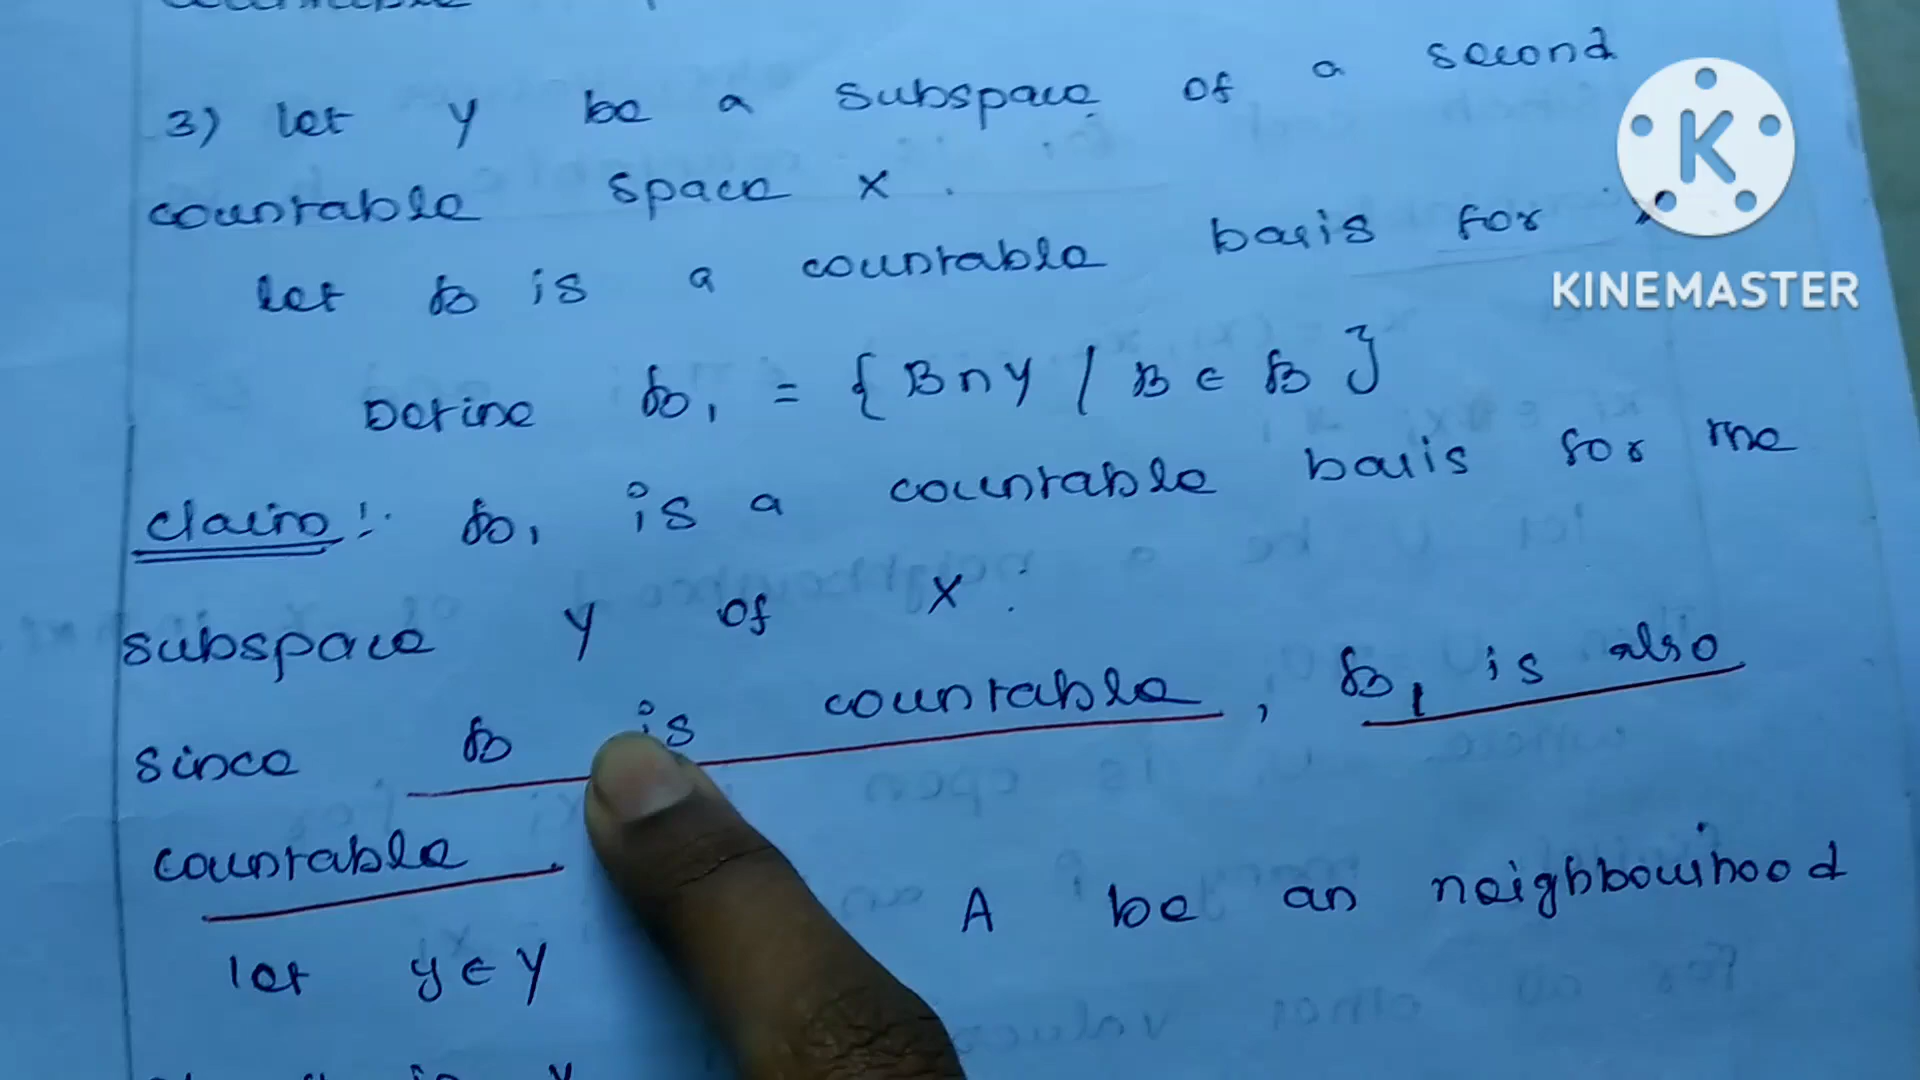 3) let y be a subspace of a second
countable space X.
let 𝓑 is a countable basis for
Define 𝓑₁ = { B∩Y / B ∈ 𝓑 }
claim:- 𝓑₁ is a countable basis for the
subspace Y of X.
since 𝓑 is countable, 𝓑₁ is also
countable.
let y ∈ Y A be an neighbourhood
K
KINEMASTER